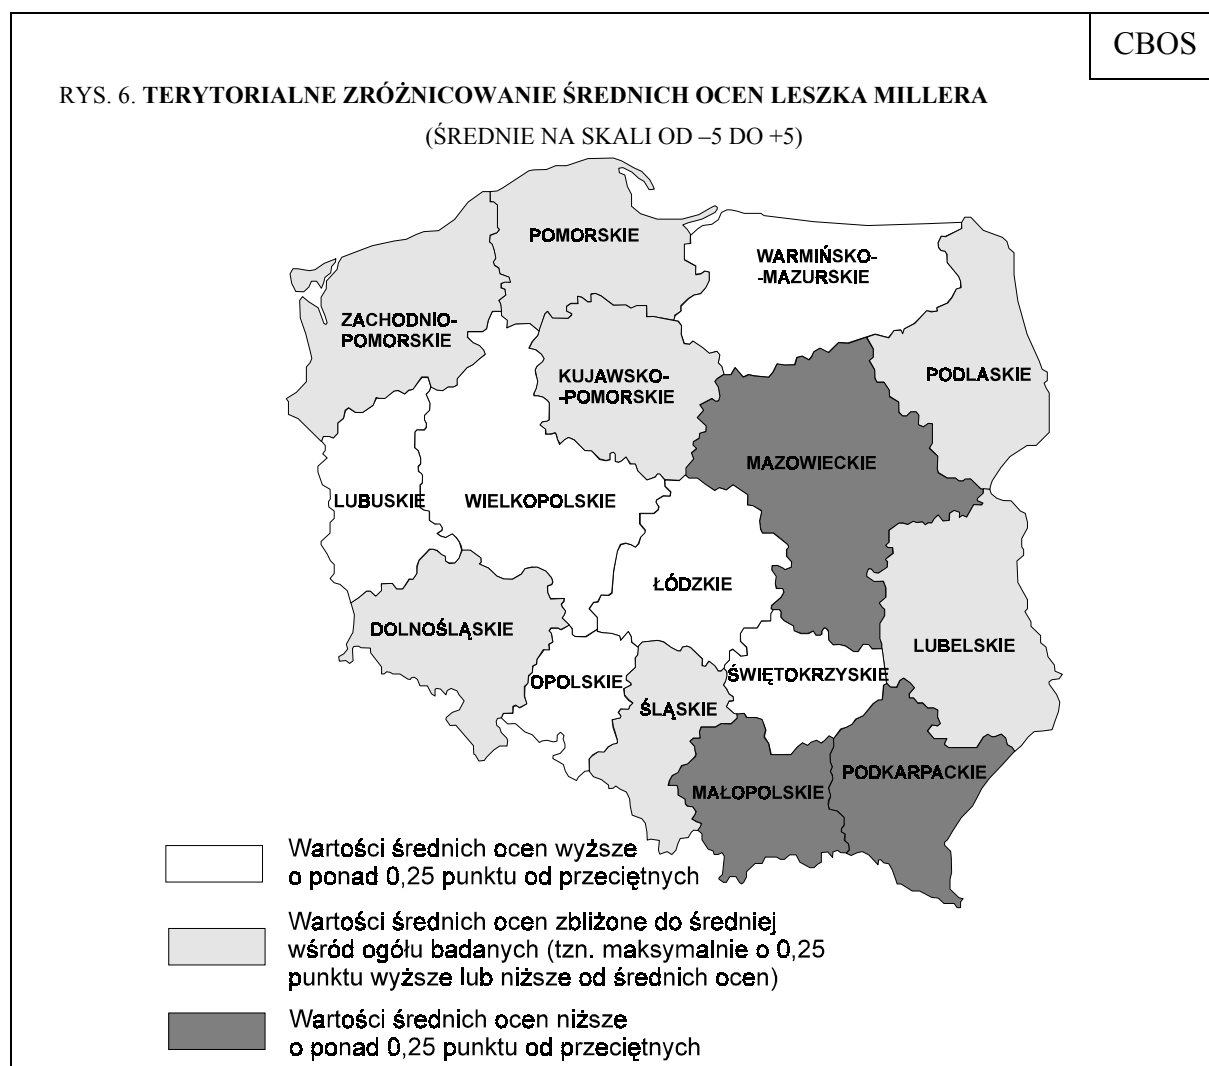 CBOS
RYS. 6. TERYTORIALNE ZRÓŻNICOWANIE ŚREDNICH OCEN LESZKA MILLERA
(ŚREDNIE NA SKALI OD –5 DO +5)
POMORSKIE
WARMIŃSKO-
-MAZURSKIE
ZACHODNIO-
POMORSKIE
KUJAWSKO-
-POMORSKIE
PODLASKIE
MAZOWIECKIE
LUBUSKIE
WIELKOPOLSKIE
ŁÓDZKIE
DOLNOŚLĄSKIE
LUBELSKIE
OPOLSKIE
ŚWIĘTOKRZYSKIE
ŚLĄSKIE
PODKARPACKIE
MAŁOPOLSKIE
Wartości średnich ocen wyższe
o ponad 0,25 punktu od przeciętnych
Wartości średnich ocen zbliżone do średniej
wśród ogółu badanych (tzn. maksymalnie o 0,25
punktu wyższe lub niższe od średnich ocen)
Wartości średnich ocen niższe
o ponad 0,25 punktu od przeciętnych